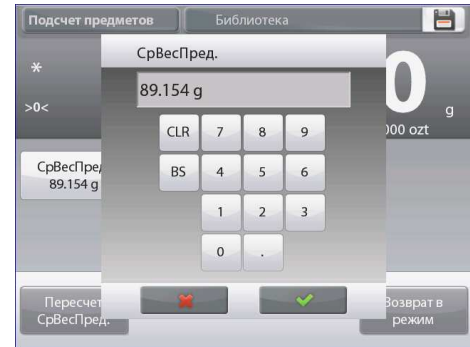 Подсчет предметов
Библиотека
*
>0<
0
g
000 ozt
СрВесПред.
89.154 g
CLR 7 8 9
BS 4 5 6
1 2 3
0 .
СрВесПред
89.154 g
Пересчет
СрВесПред.
Возврат в
режим